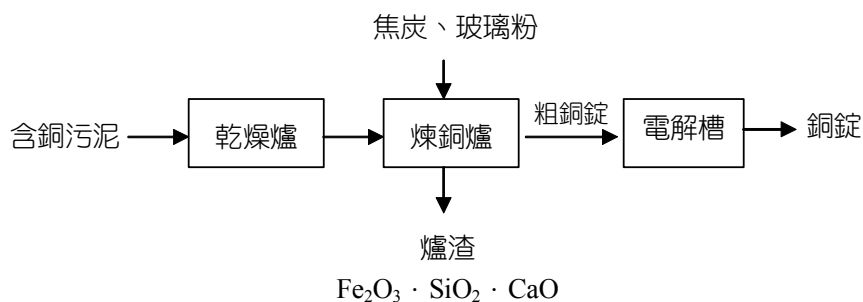 焦炭、玻璃粉
含銅污泥
乾燥爐
煉銅爐
粗銅錠
電解槽
銅錠
爐渣
Fe₂O₃ · SiO₂ · CaO